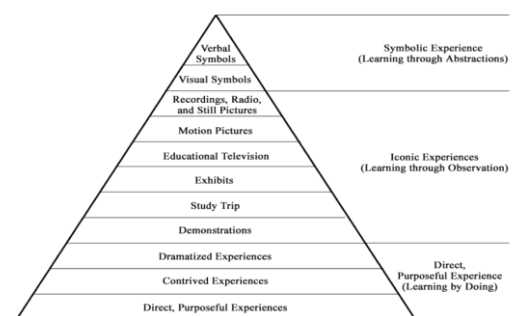 Verbal
Symbols
Visual Symbols
Recordings, Radio,
and Still Pictures
Motion Pictures
Educational Television
Exhibits
Study Trip
Demonstrations
Dramatized Experiences
Contrived Experiences
Direct, Purposeful Experiences
Symbolic Experience
(Learning through Abstractions)
Iconic Experiences
(Learning through Observation)
Direct,
Purposeful Experience
(Learning by Doing)